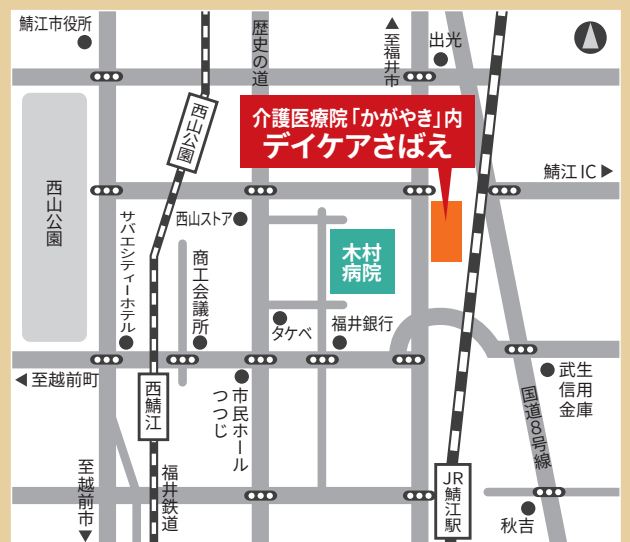 鯖江市役所
歴史の道
至福井市
出光
西山公園
介護医療院「かがやき」内
デイケアさばえ
鯖江IC
西山公園
サバエシティーホテル
西山ストア
商工会議所
木村
病院
タケベ
福井銀行
至越前町
西鯖江
市民ホール
つつじ
武生
信用
金庫
国道8号線
至越前市
福井鉄道
JR
鯖江駅
秋吉